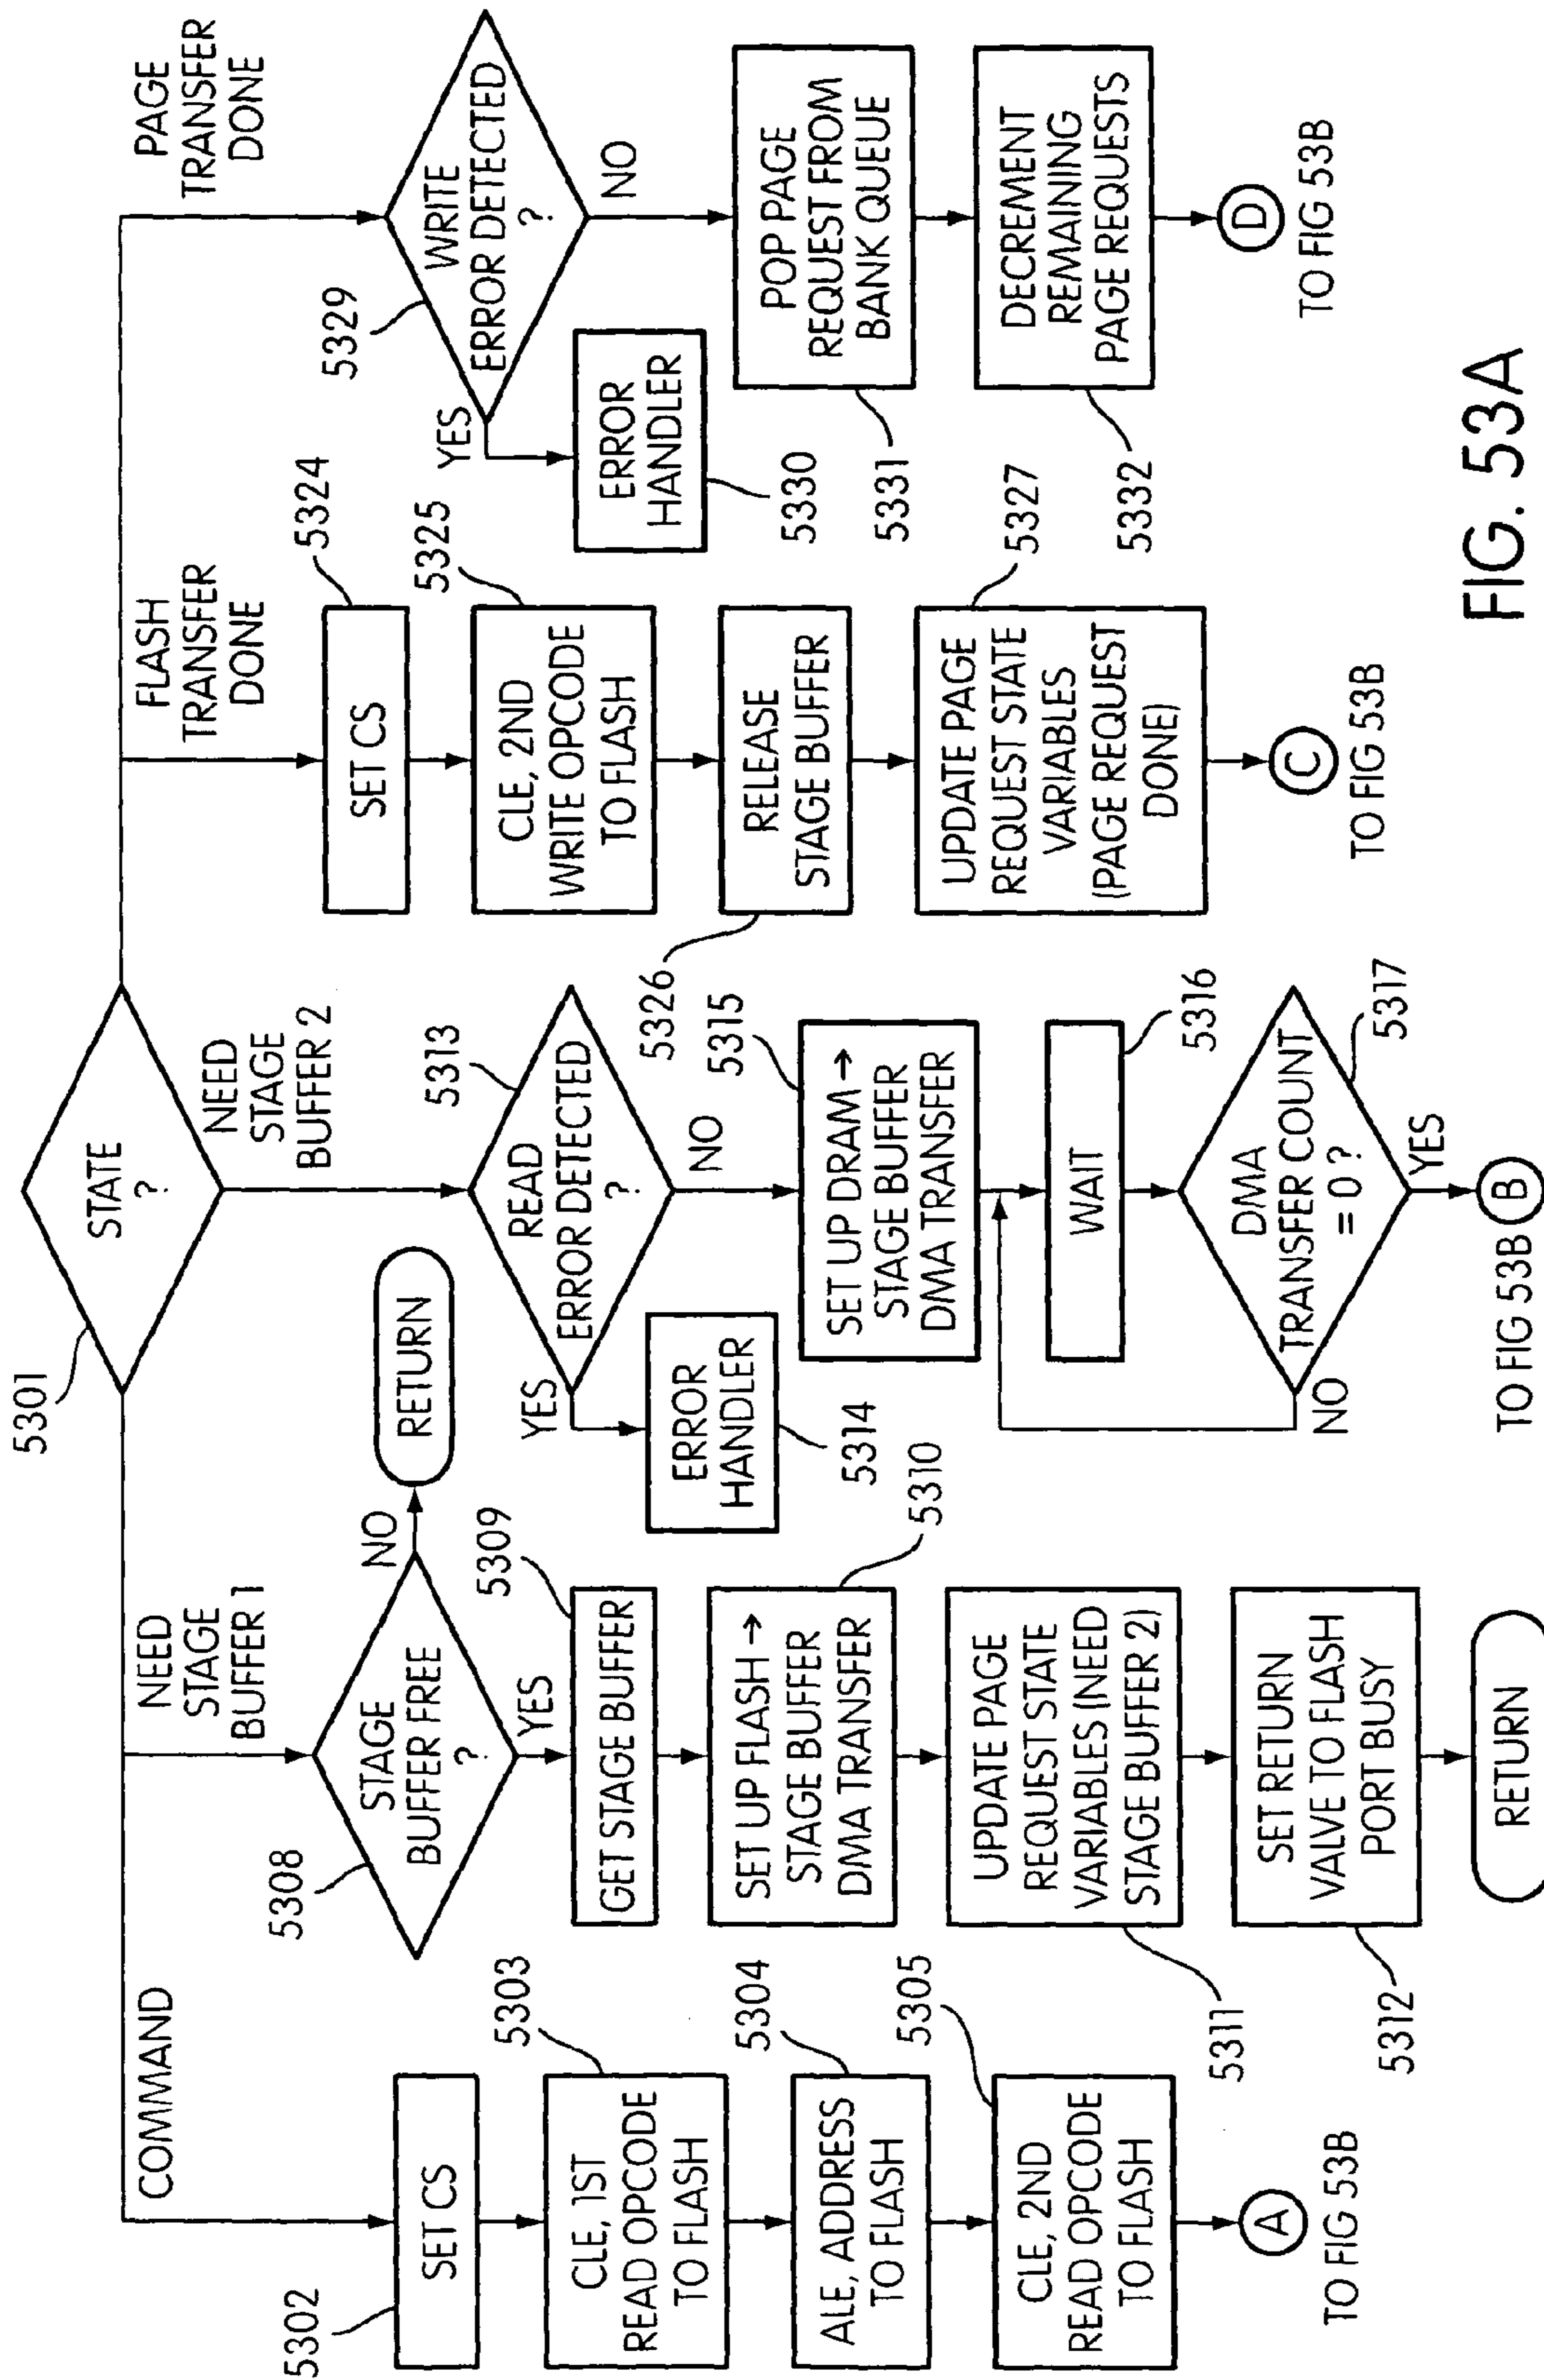 5301
STATE
?
COMMAND
5302
SET CS
5303
CLE, 1ST
READ OPCODE
TO FLASH
5304
ALE, ADDRESS
TO FLASH
5305
CLE, 2ND
READ OPCODE
TO FLASH
A
TO FIG 53B
NEED
STAGE
BUFFER 1
5308
STAGE
BUFFER FREE
?
NO
RETURN
YES
5309
GET STAGE BUFFER
5310
SET UP FLASH →
STAGE BUFFER
DMA TRANSFER
UPDATE PAGE
REQUEST STATE
VARIABLES (NEED
STAGE BUFFER 2)
5311
SET RETURN
VALVE TO FLASH
PORT BUSY
5312
RETURN
NEED
STAGE
BUFFER 2
5313
READ
ERROR DETECTED
?
YES
ERROR
HANDLER
5314
NO
5315
SET UP DRAM →
STAGE BUFFER
DMA TRANSFER
WAIT
5316
DMA
TRANSFER COUNT
= 0 ?
5317
NO
YES
TO FIG 53B B
FLASH
TRANSFER
DONE
5324
SET CS
5325
CLE, 2ND
WRITE OPCODE
TO FLASH
RELEASE
STAGE BUFFER
5326
5327
UPDATE PAGE
REQUEST STATE
VARIABLES
(PAGE REQUEST
DONE)
C
TO FIG 53B
PAGE
TRANSFER
DONE
5329
WRITE
ERROR DETECTED
?
YES
ERROR
HANDLER
5330
NO
POP PAGE
REQUEST FROM
BANK QUEUE
5331
DECREMENT
REMAINING
PAGE REQUESTS
5332
D
TO FIG 53B
FIG. 53A